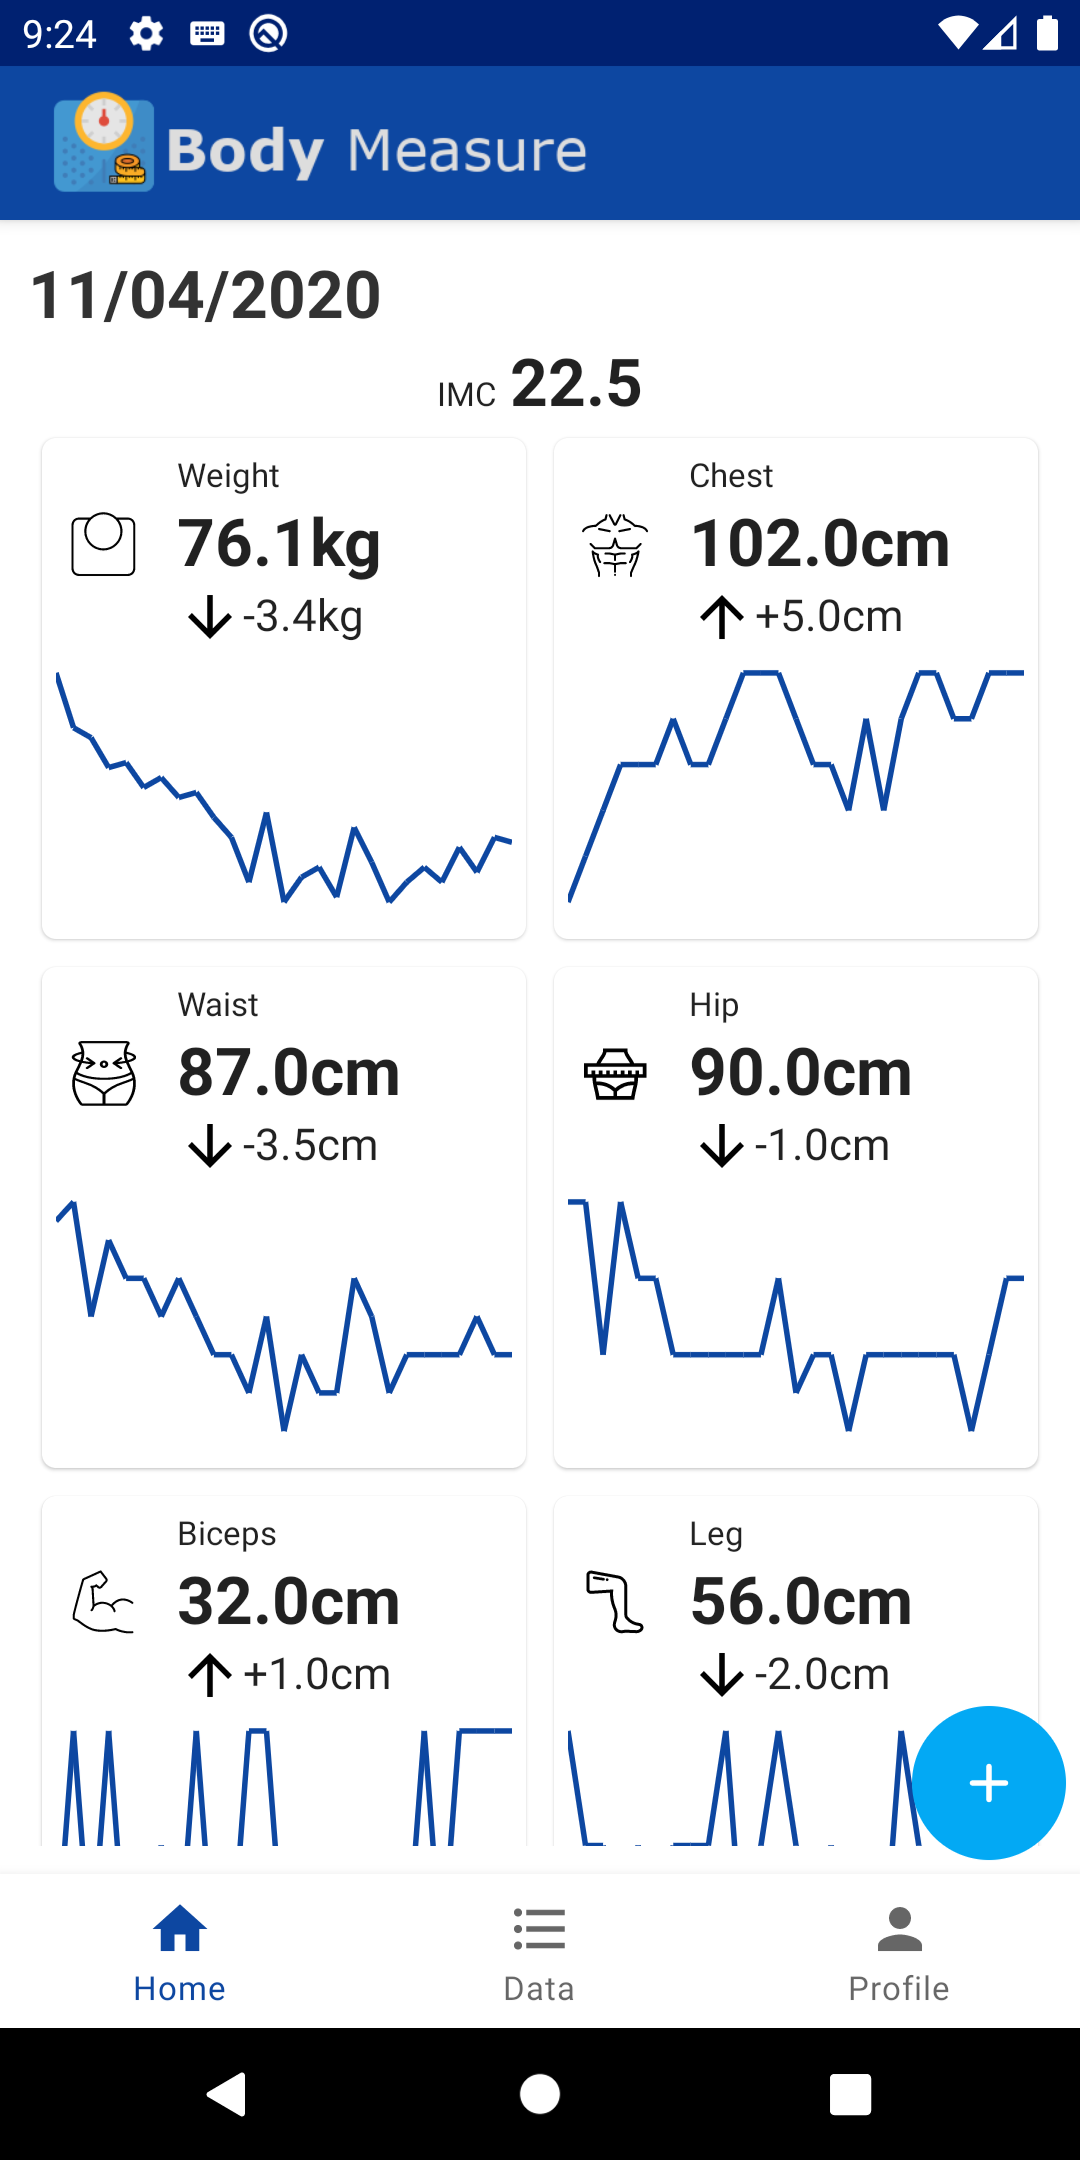 9:24
Body Measure
11/04/2020
IMC 22.5
Weight
76.1kg
-3.4kg
Chest
102.0cm
+5.0cm
Waist
87.0cm
-3.5cm
Hip
90.0cm
-1.0cm
Biceps
32.0cm
+1.0cm
Leg
56.0cm
-2.0cm
Home
Data
Profile